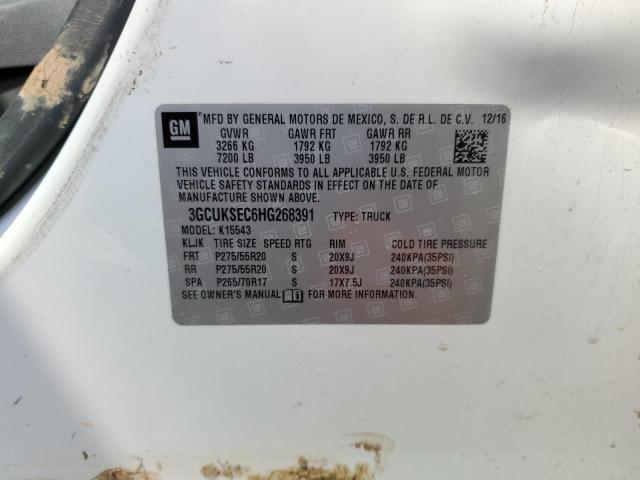 GM
MFD BY GENERAL MOTORS DE MEXICO, S. DE R.L. DE C.V. 12/16
GVWR GAWR FRT GAWR RR
3266 KG 1792 KG 1792 KG
7200 LB 3950 LB 3950 LB
THIS VEHICLE CONFORMS TO ALL APPLICABLE U.S. FEDERAL MOTOR
VEHICLE SAFETY STANDARDS IN EFFECT ON THE DATE OF
MANUFACTURE SHOWN ABOVE.
3GCUKSEC6HG268391 TYPE: TRUCK
MODEL: K15543
KLJK TIRE SIZE SPEED RTG RIM COLD TIRE PRESSURE
FRT P275/55R20 S 20X9J 240KPA(35PSI)
RR P275/55R20 S 20X9J 240KPA(35PSI)
SPA P265/70R17 S 17X7.5J 240KPA(35PSI)
SEE OWNER'S MANUAL FOR MORE INFORMATION.